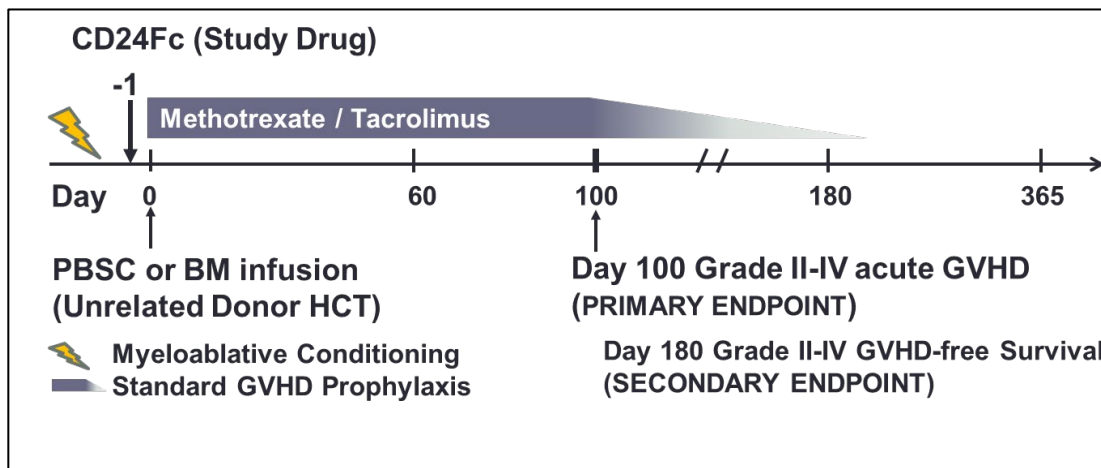 CD24Fc (Study Drug)
-1
Methotrexate / Tacrolimus
Day 0 60 100 180 365
PBSC or BM infusion
(Unrelated Donor HCT)
Day 100 Grade II-IV acute GVHD
(PRIMARY ENDPOINT)
Myeloablative Conditioning
Standard GVHD Prophylaxis
Day 180 Grade II-IV GVHD-free Survival
(SECONDARY ENDPOINT)